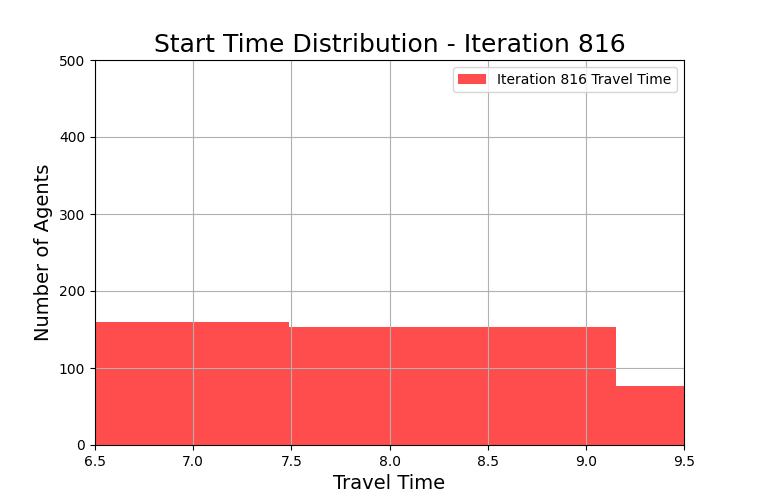 Start Time Distribution - Iteration 816
Iteration 816 Travel Time
500
400
300
200
100
0
Number of Agents
6.5 7.0 7.5 8.0 8.5 9.0 9.5
Travel Time